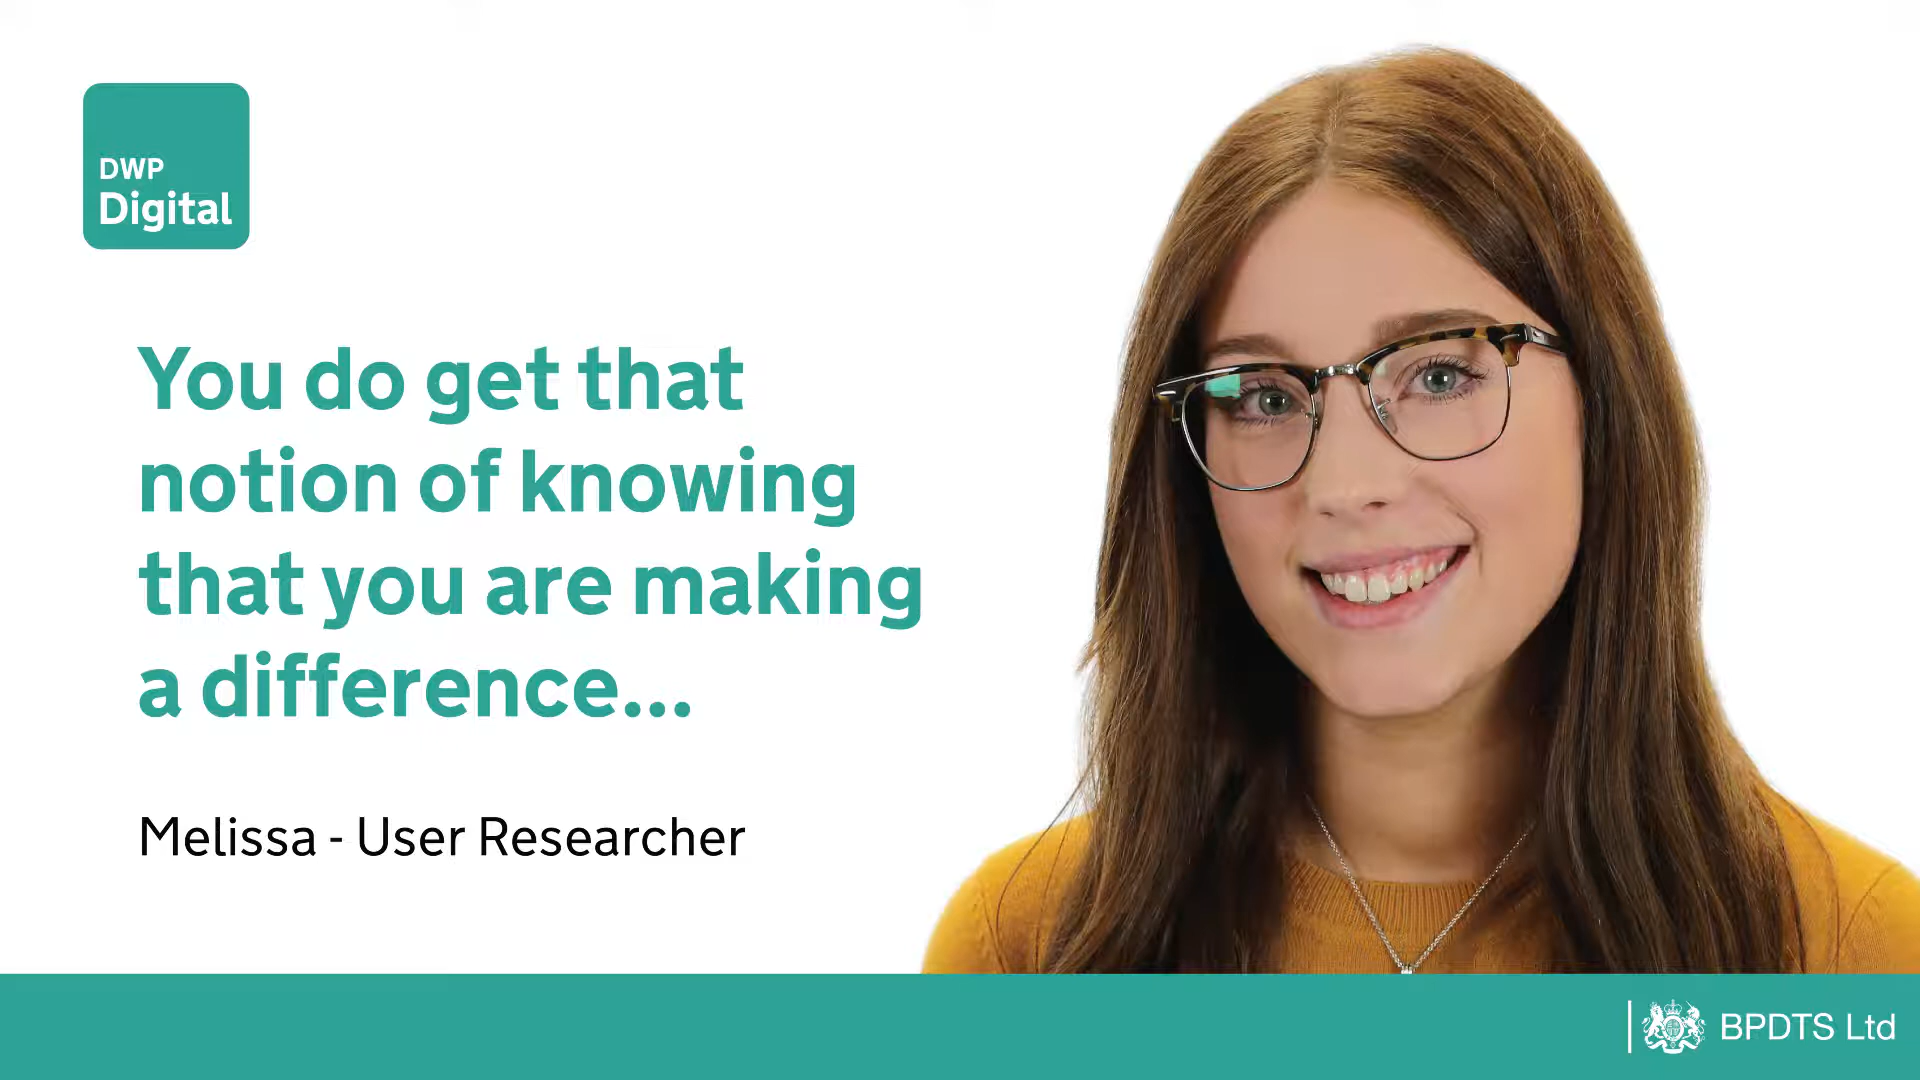 DWP
Digital
You do get that
notion of knowing
that you are making
a difference...
Melissa - User Researcher
BPDTS Ltd